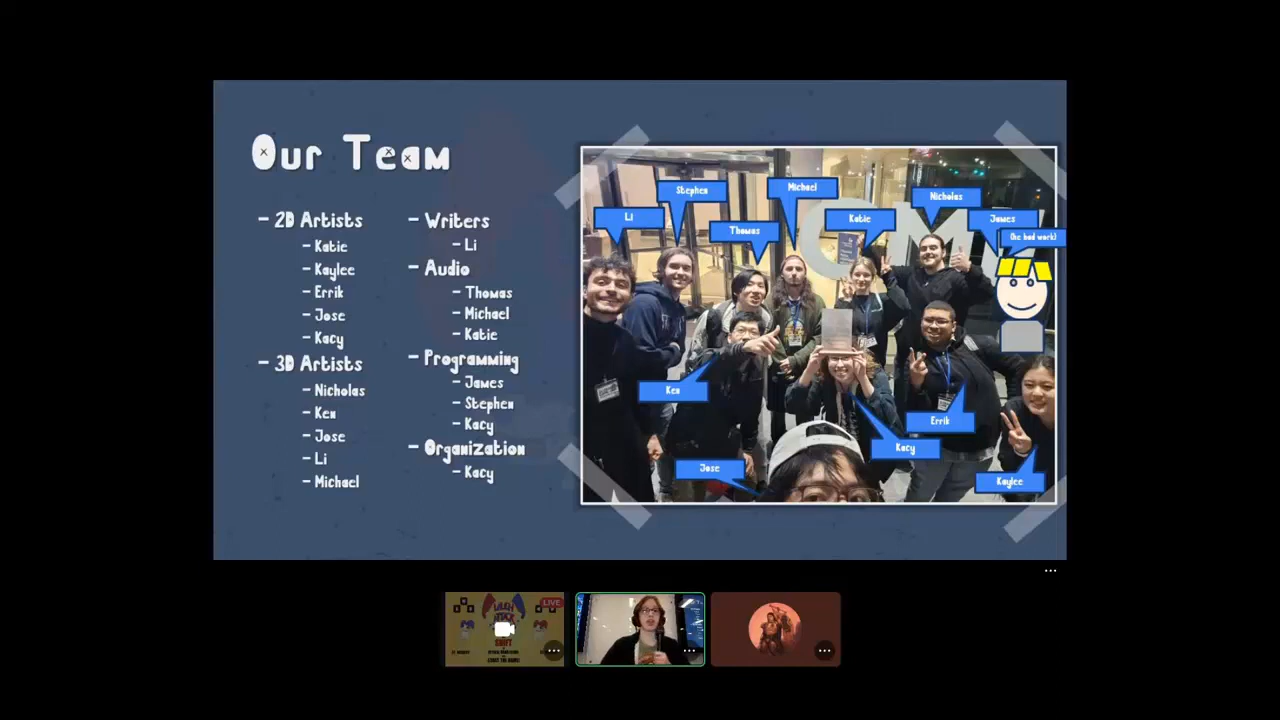 Our Team
- 2D Artists
- Katie
- Kaylee
- Errik
- Jose
- Kacy
- 3D Artists
- Nicholas
- Ken
- Jose
- Li
- Michael
- Writers
- Li
- Audio
- Thomas
- Michael
- Katie
- Programming
- James
- Stephen
- Kacy
- Organization
- Kacy
Li
Stephen
Thomas
Michael
Katie
Nicholas
James
(he had work)
Ken
Errik
Kacy
Jose
Kaylee
LIVE